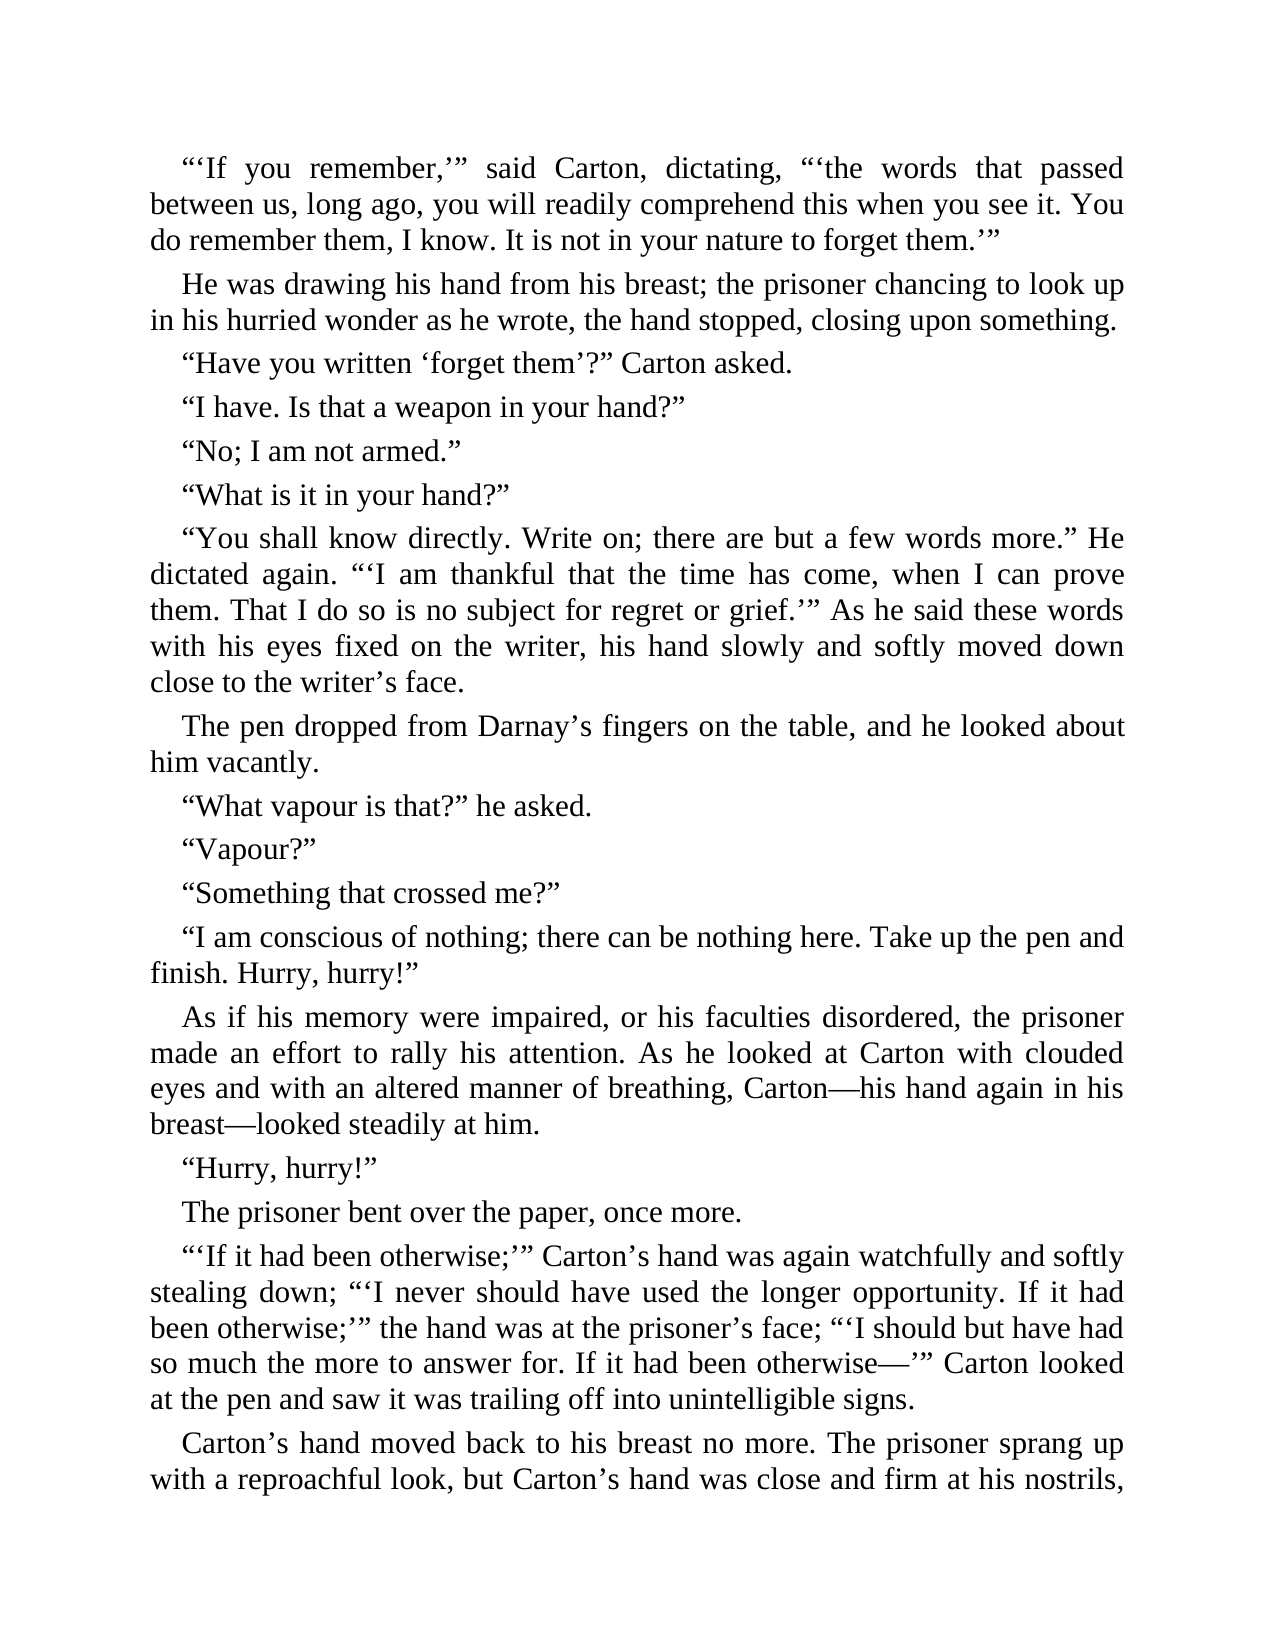 “‘If you remember,’” said Carton, dictating, “‘the words that passed
between us, long ago, you will readily comprehend this when you see it. You
do remember them, I know. It is not in your nature to forget them.’”
He was drawing his hand from his breast; the prisoner chancing to look up
in his hurried wonder as he wrote, the hand stopped, closing upon something.
“Have you written ‘forget them’?” Carton asked.
“I have. Is that a weapon in your hand?”
“No; I am not armed.”
“What is it in your hand?”
“You shall know directly. Write on; there are but a few words more.” He
dictated again. “‘I am thankful that the time has come, when I can prove
them. That I do so is no subject for regret or grief.’” As he said these words
with his eyes fixed on the writer, his hand slowly and softly moved down
close to the writer’s face.
The pen dropped from Darnay’s fingers on the table, and he looked about
him vacantly.
“What vapour is that?” he asked.
“Vapour?”
“Something that crossed me?”
“I am conscious of nothing; there can be nothing here. Take up the pen and
finish. Hurry, hurry!”
As if his memory were impaired, or his faculties disordered, the prisoner
made an effort to rally his attention. As he looked at Carton with clouded
eyes and with an altered manner of breathing, Carton—his hand again in his
breast—looked steadily at him.
“Hurry, hurry!”
The prisoner bent over the paper, once more.
“‘If it had been otherwise;’” Carton’s hand was again watchfully and softly
stealing down; “‘I never should have used the longer opportunity. If it had
been otherwise;’” the hand was at the prisoner’s face; “‘I should but have had
so much the more to answer for. If it had been otherwise—’” Carton looked
at the pen and saw it was trailing off into unintelligible signs.
Carton’s hand moved back to his breast no more. The prisoner sprang up
with a reproachful look, but Carton’s hand was close and firm at his nostrils,